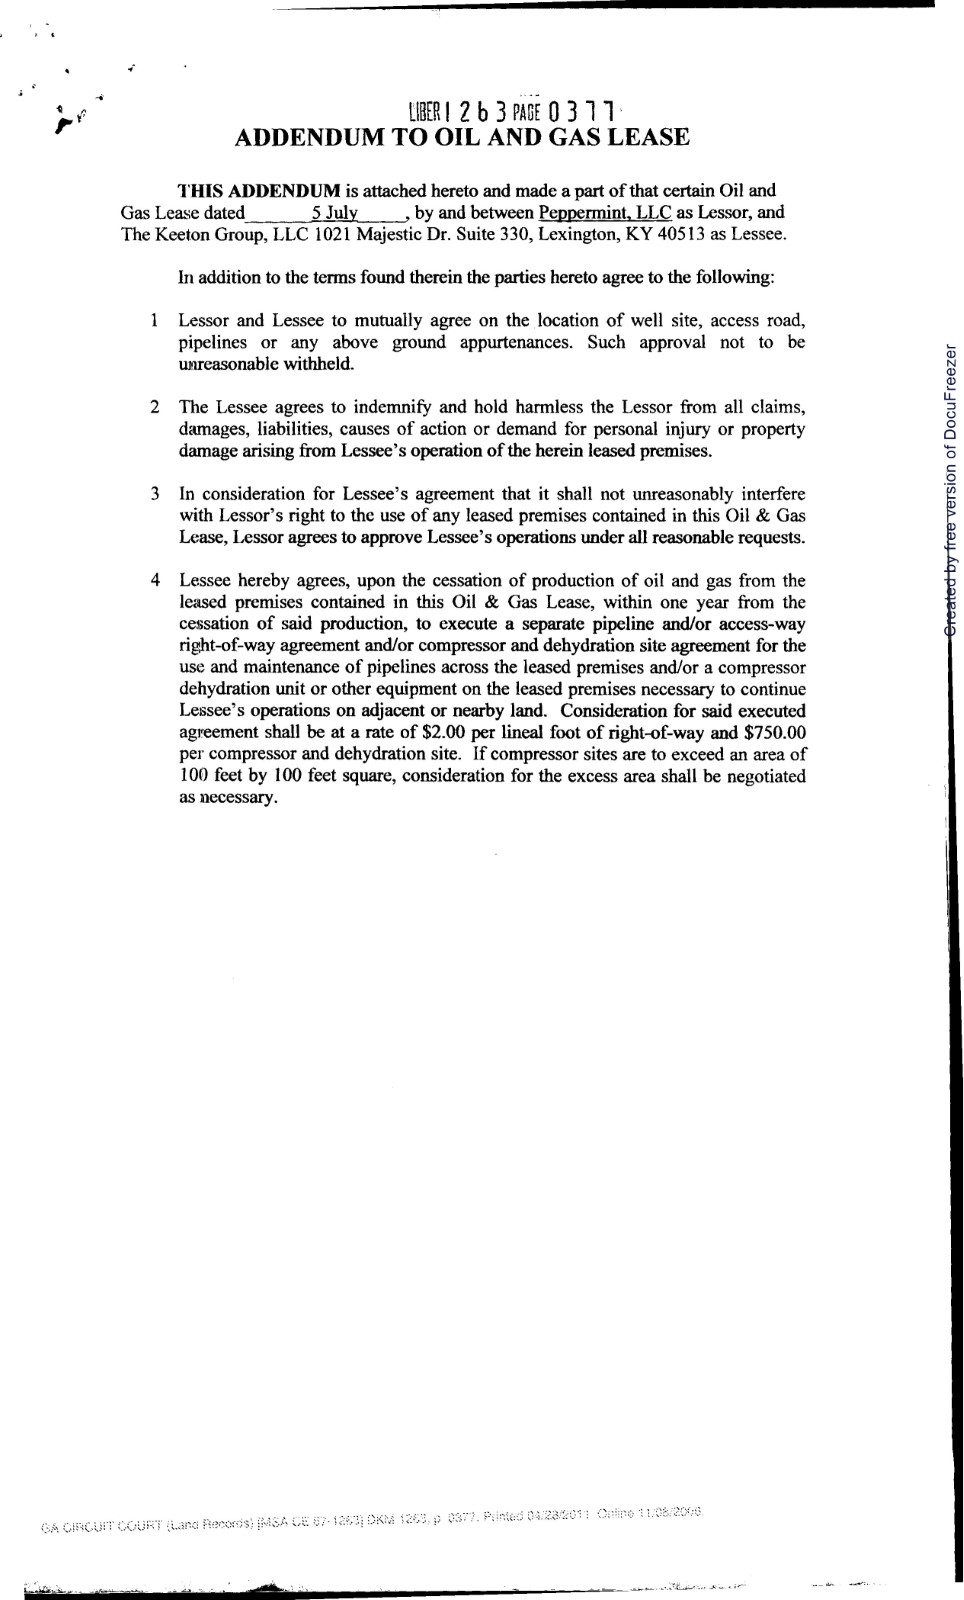 LIBER 1263 PAGE 0377
ADDENDUM TO OIL AND GAS LEASE
THIS ADDENDUM is attached hereto and made a part of that certain Oil and
Gas Lease dated 5 July , by and between Peppermint, LLC as Lessor, and
The Keeton Group, LLC 1021 Majestic Dr. Suite 330, Lexington, KY 40513 as Lessee.
In addition to the terms found therein the parties hereto agree to the following:
1 Lessor and Lessee to mutually agree on the location of well site, access road,
pipelines or any above ground appurtenances. Such approval not to be
unreasonable withheld.
2 The Lessee agrees to indemnify and hold harmless the Lessor from all claims,
damages, liabilities, causes of action or demand for personal injury or property
damage arising from Lessee's operation of the herein leased premises.
3 In consideration for Lessee's agreement that it shall not unreasonably interfere
with Lessor's right to the use of any leased premises contained in this Oil & Gas
Lease, Lessor agrees to approve Lessee's operations under all reasonable requests.
4 Lessee hereby agrees, upon the cessation of production of oil and gas from the
leased premises contained in this Oil & Gas Lease, within one year from the
cessation of said production, to execute a separate pipeline and/or access-way
right-of-way agreement and/or compressor and dehydration site agreement for the
use and maintenance of pipelines across the leased premises and/or a compressor
dehydration unit or other equipment on the leased premises necessary to continue
Lessee's operations on adjacent or nearby land. Consideration for said executed
agreement shall be at a rate of $2.00 per lineal foot of right-of-way and $750.00
per compressor and dehydration site. If compressor sites are to exceed an area of
100 feet by 100 feet square, consideration for the excess area shall be negotiated
as necessary.
GA CIRCUIT COURT (Land Records) [MSA CE 67-1263] DKM 1263, p. 0377. Printed 04/23/2011. Online 11/08/2006.
Created by free version of DocuFreezer